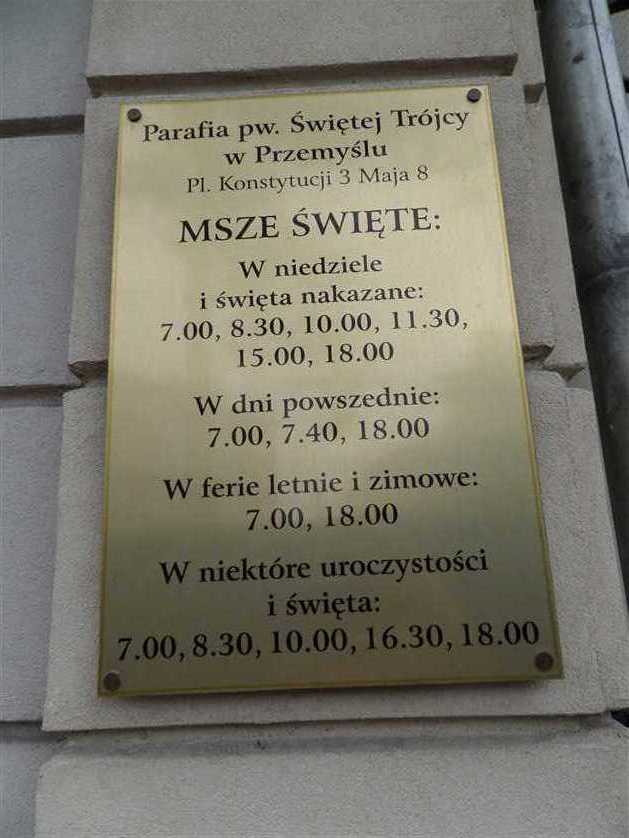 Parafia pw. Świętej Trójcy
w Przemyślu
Pl. Konstytucji 3 Maja 8
MSZE ŚWIĘTE:
W niedziele
i święta nakazane:
7.00, 8.30, 10.00, 11.30,
15.00, 18.00
W dni powszednie:
7.00, 7.40, 18.00
W ferie letnie i zimowe:
7.00, 18.00
W niektóre uroczystości
i święta:
7.00, 8.30, 10.00, 16.30, 18.00